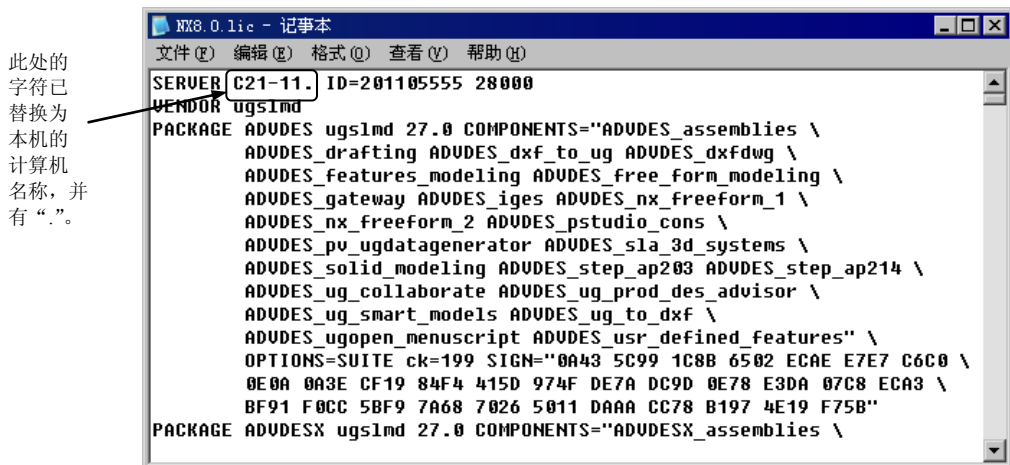 此处的
字符已
替换为
本机的
计算机
名称，并
有“.”。
NX8.0.lic - 记事本
文件(F) 编辑(E) 格式(O) 查看(V) 帮助(H)
SERVER C21-11. ID=201105555 28000
VENDOR ugslmd
PACKAGE ADVDES ugslmd 27.0 COMPONENTS="ADVDES_assemblies \
ADVDES_drafting ADVDES_dxf_to_ug ADVDES_dxfdwg \
ADVDES_features_modeling ADVDES_free_form_modeling \
ADVDES_gateway ADVDES_iges ADVDES_nx_freeform_1 \
ADVDES_nx_freeform_2 ADVDES_pstudio_cons \
ADVDES_pv_ugdatagenerator ADVDES_sla_3d_systems \
ADVDES_solid_modeling ADVDES_step_ap203 ADVDES_step_ap214 \
ADVDES_ug_collaborate ADVDES_ug_prod_des_advisor \
ADVDES_ug_smart_models ADVDES_ug_to_dxf \
ADVDES_ugopen_menuscript ADVDES_usr_defined_features" \
OPTIONS=SUITE ck=199 SIGN="0A43 5C99 1C8B 6502 ECAE E7E7 C6C0 \
0E0A 0A3E CF19 84F4 415D 974F DE7A DC9D 0E78 E3DA 07C8 ECA3 \
BF91 F0CC 5BF9 7A68 7026 5011 DAAA CC78 B197 4E19 F75B"
PACKAGE ADVDESX ugslmd 27.0 COMPONENTS="ADVDESX_assemblies \